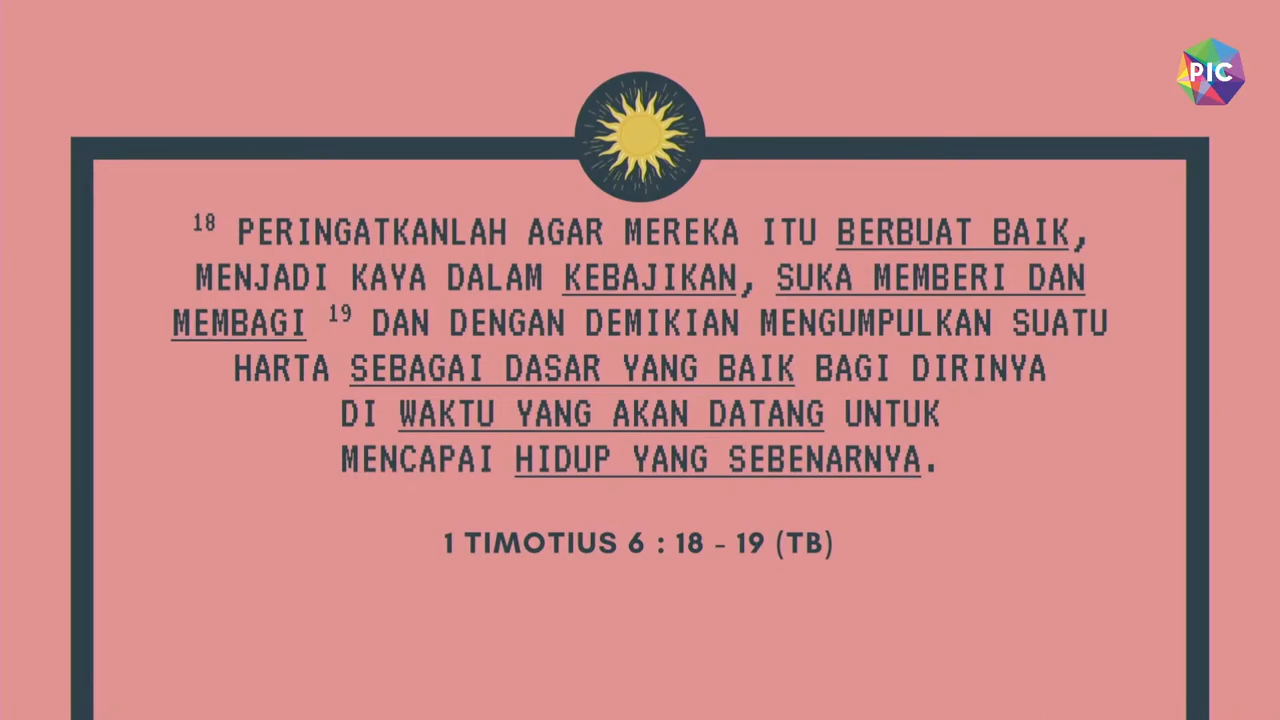 PIC
18 PERINGATKANLAH AGAR MEREKA ITU BERBUAT BAIK,
MENJADI KAYA DALAM KEBAJIKAN, SUKA MEMBERI DAN
MEMBAGI 19 DAN DENGAN DEMIKIAN MENGUMPULKAN SUATU
HARTA SEBAGAI DASAR YANG BAIK BAGI DIRINYA
DI WAKTU YANG AKAN DATANG UNTUK
MENCAPAI HIDUP YANG SEBENARNYA.
1 TIMOTIUS 6 : 18 - 19 (TB)